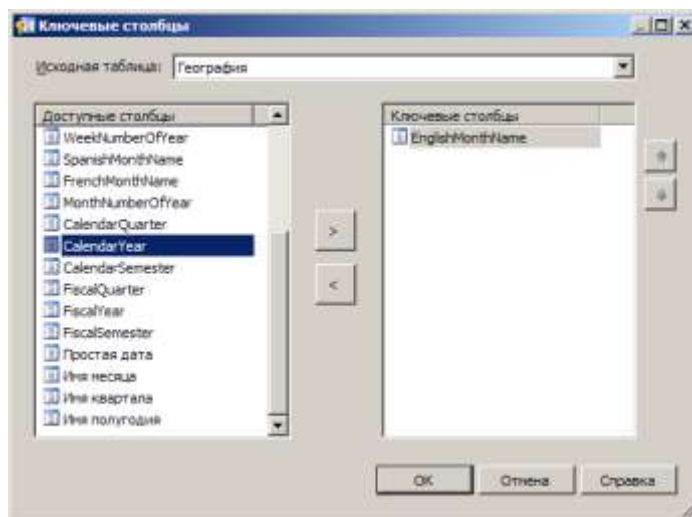 Ключевые столбцы
Исходная таблица: География
Доступные столбцы
WeekNumberOfYear
SpanishMonthName
FrenchMonthName
MonthNumberOfYear
CalendarQuarter
CalendarYear
CalendarSemester
FiscalQuarter
FiscalYear
FiscalSemester
Простая дата
Имя месяца
Имя квартала
Имя полугодия
>
<
Ключевые столбцы
EnglishMonthName
OK
Отмена
Справка